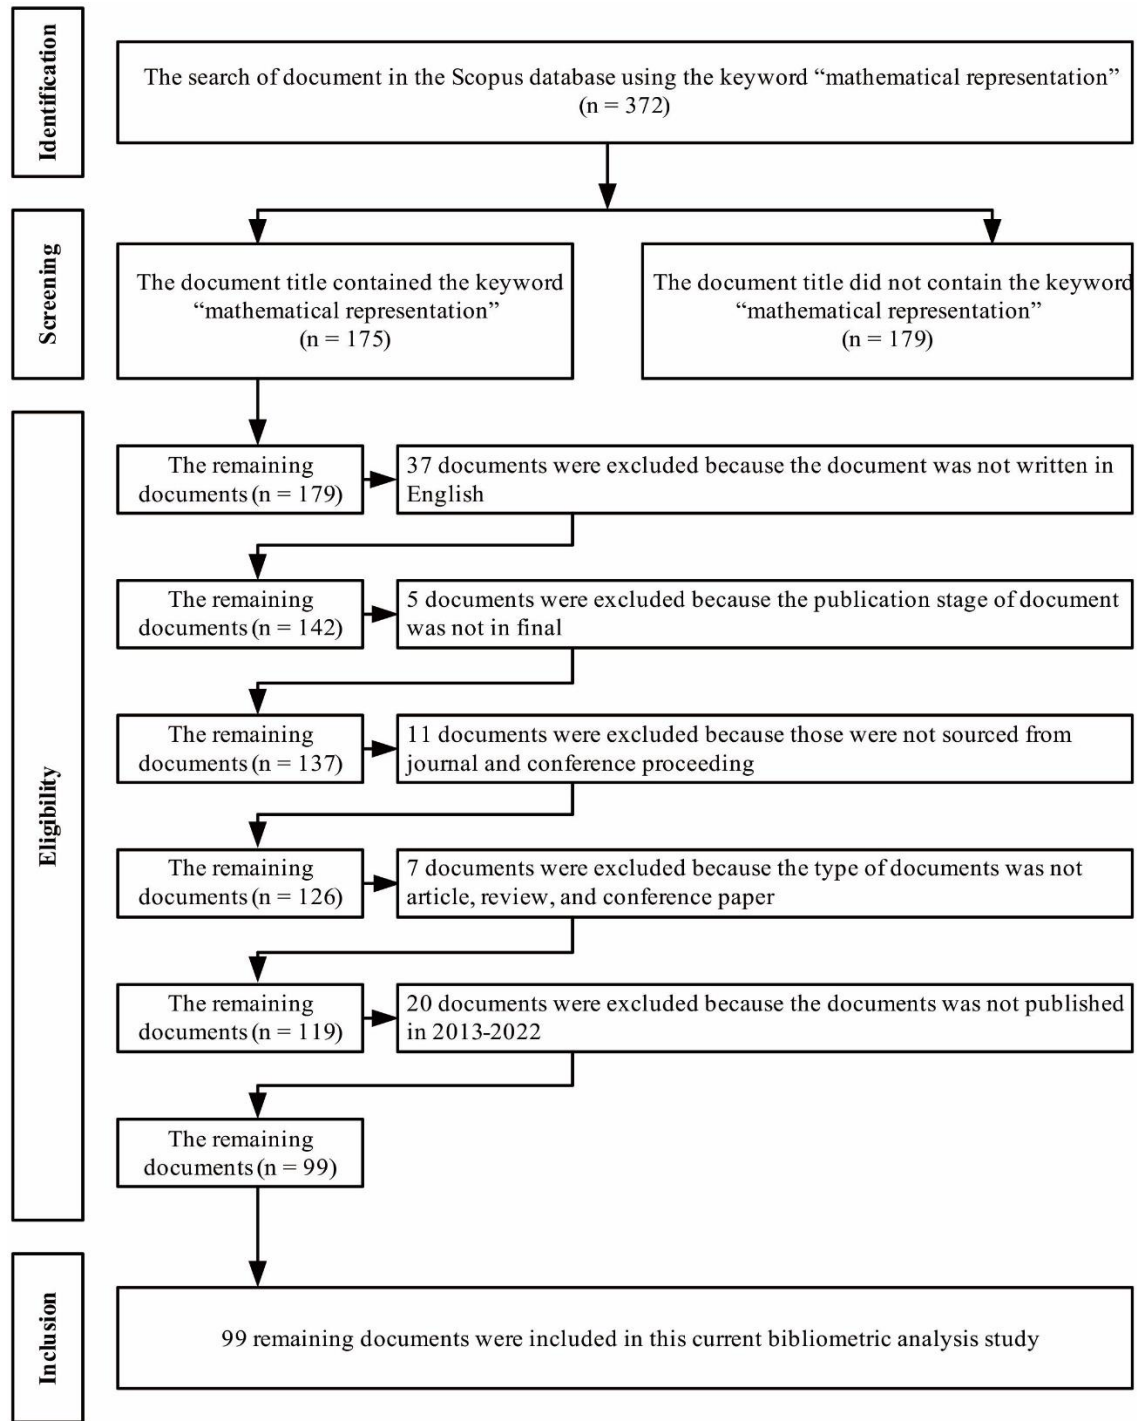 Identification
The search of document in the Scopus database using the keyword “mathematical representation”
(n = 372)
Screening
The document title contained the keyword
“mathematical representation”
(n = 175)
The document title did not contain the keyword
“mathematical representation”
(n = 179)
Eligibility
The remaining
documents (n = 179)
37 documents were excluded because the document was not written in
English
The remaining
documents (n = 142)
5 documents were excluded because the publication stage of document
was not in final
The remaining
documents (n = 137)
11 documents were excluded because those were not sourced from
journal and conference proceeding
The remaining
documents (n = 126)
7 documents were excluded because the type of documents was not
article, review, and conference paper
The remaining
documents (n = 119)
20 documents were excluded because the documents was not published
in 2013-2022
The remaining
documents (n = 99)
Inclusion
99 remaining documents were included in this current bibliometric analysis study